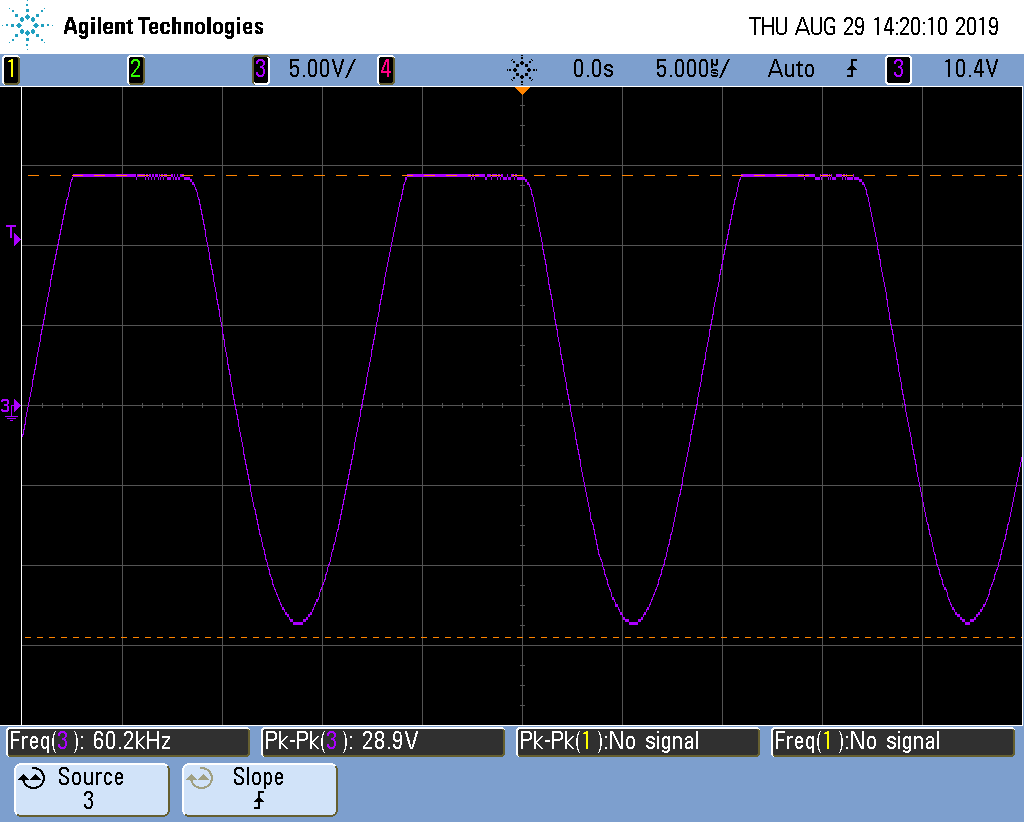 Agilent Technologies THU AUG 29 14:20:10 2019
1 2 3 5.00V/ 4 0.0s 5.000µs/ Auto 3 10.4V
T
3
Freq(3): 60.2kHz Pk-Pk(3): 28.9V Pk-Pk(1):No signal Freq(1):No signal
Source Slope
3